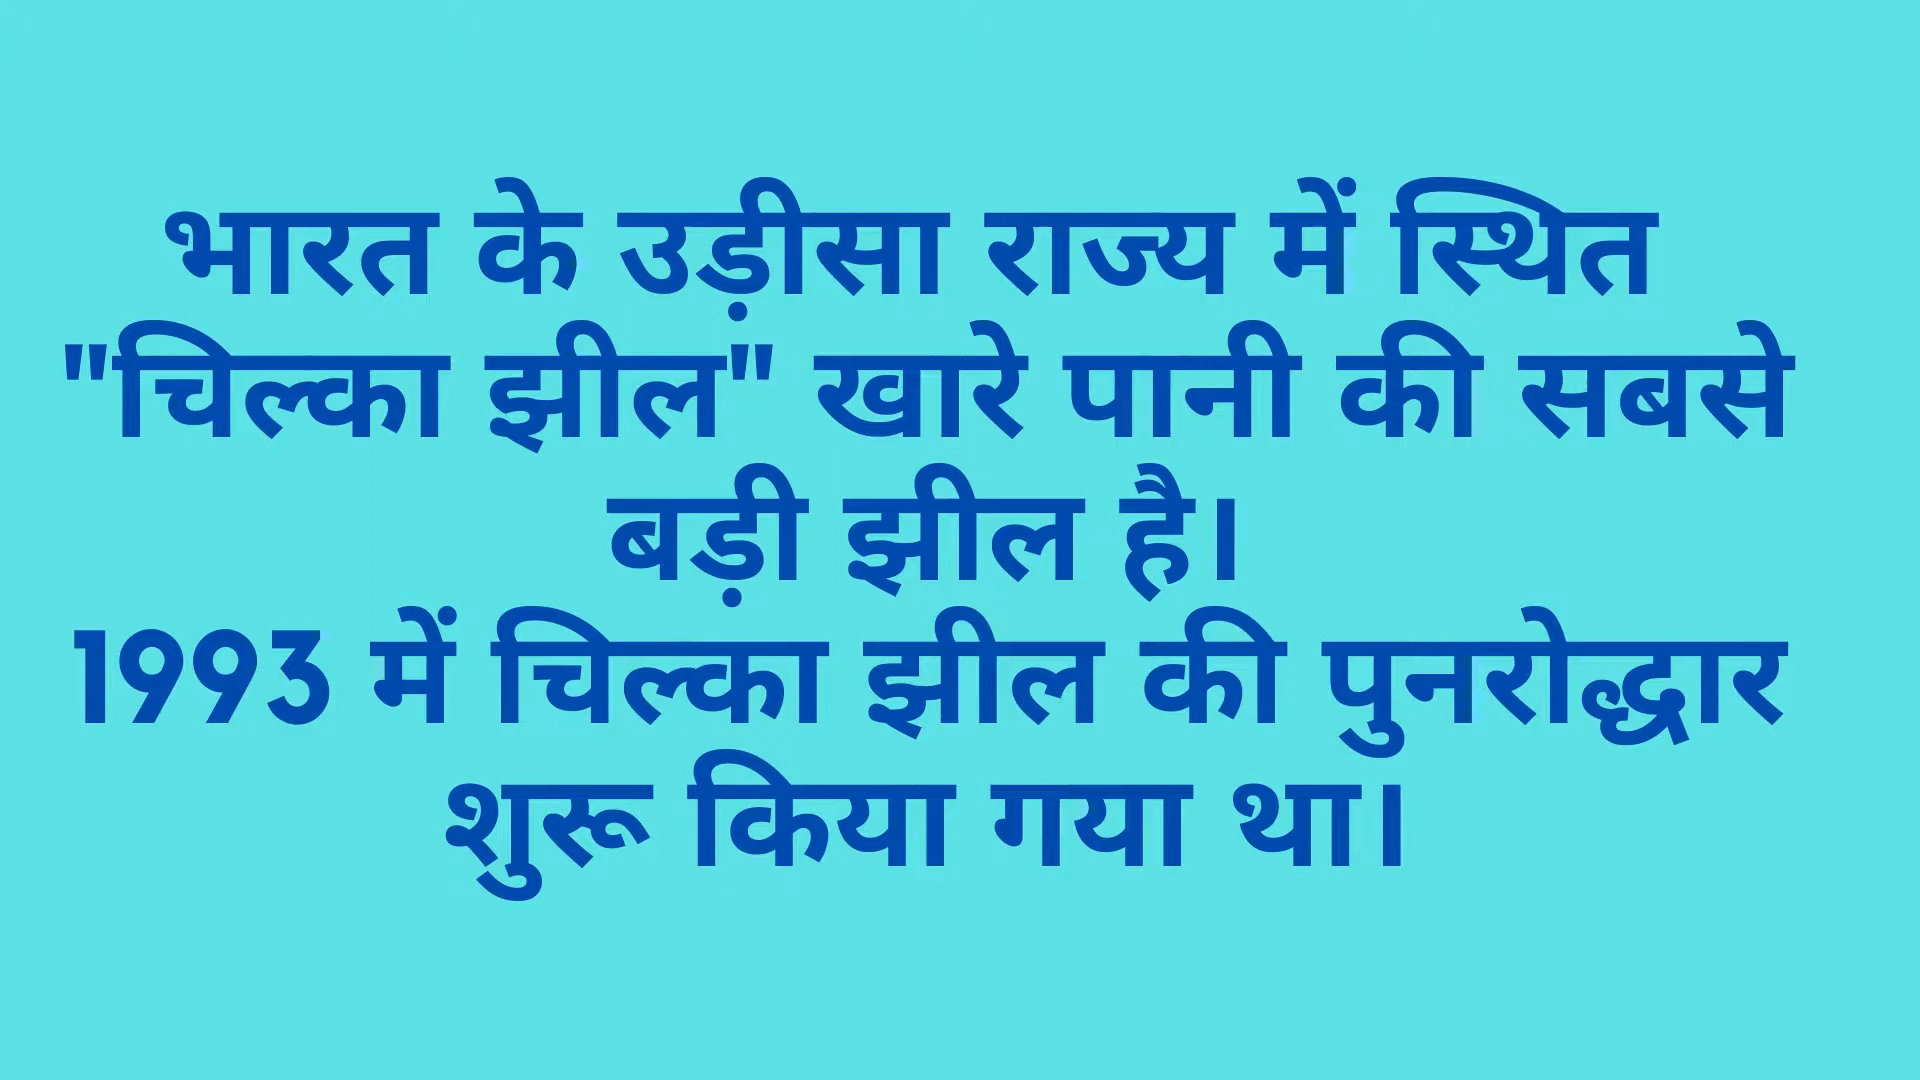 भारत के उड़ीसा राज्य में स्थित
"चिल्का झील" खारे पानी की सबसे
बड़ी झील है।
1993 में चिल्का झील की पुनरोद्धार
शुरू किया गया था।